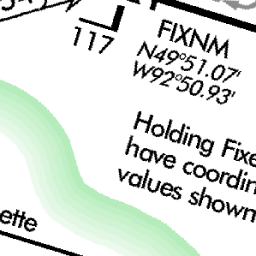 117
FIXNM
N49°51.07'
W92°50.93'
Holding Fixe
have coordin
values shown
ette